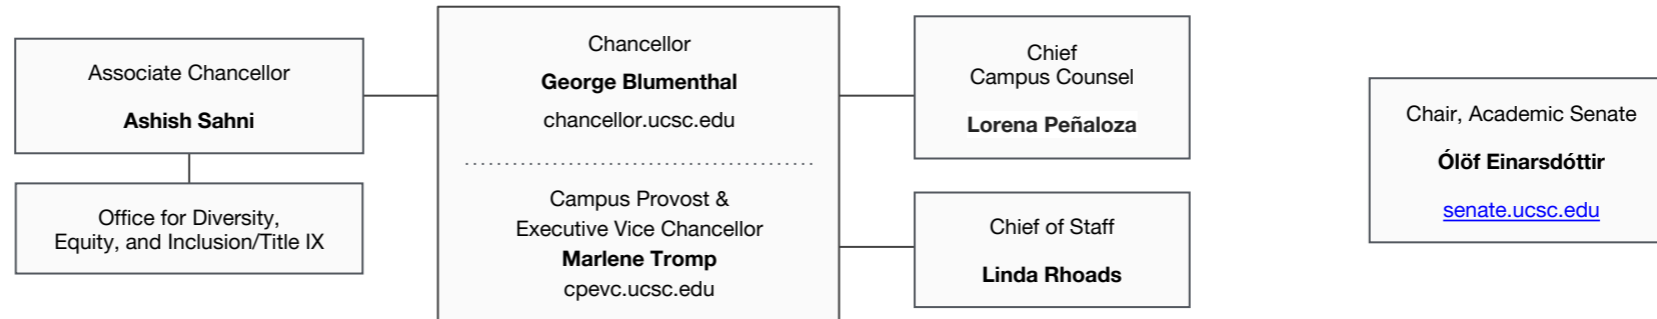 Associate Chancellor
Ashish Sahni
Office for Diversity,
Equity, and Inclusion/Title IX
Chancellor
George Blumenthal
chancellor.ucsc.edu
Campus Provost &
Executive Vice Chancellor
Marlene Tromp
cpevc.ucsc.edu
Chief
Campus Counsel
Lorena Peñaloza
Chief of Staff
Linda Rhoads
Chair, Academic Senate
Ólöf Einarsdóttir
senate.ucsc.edu